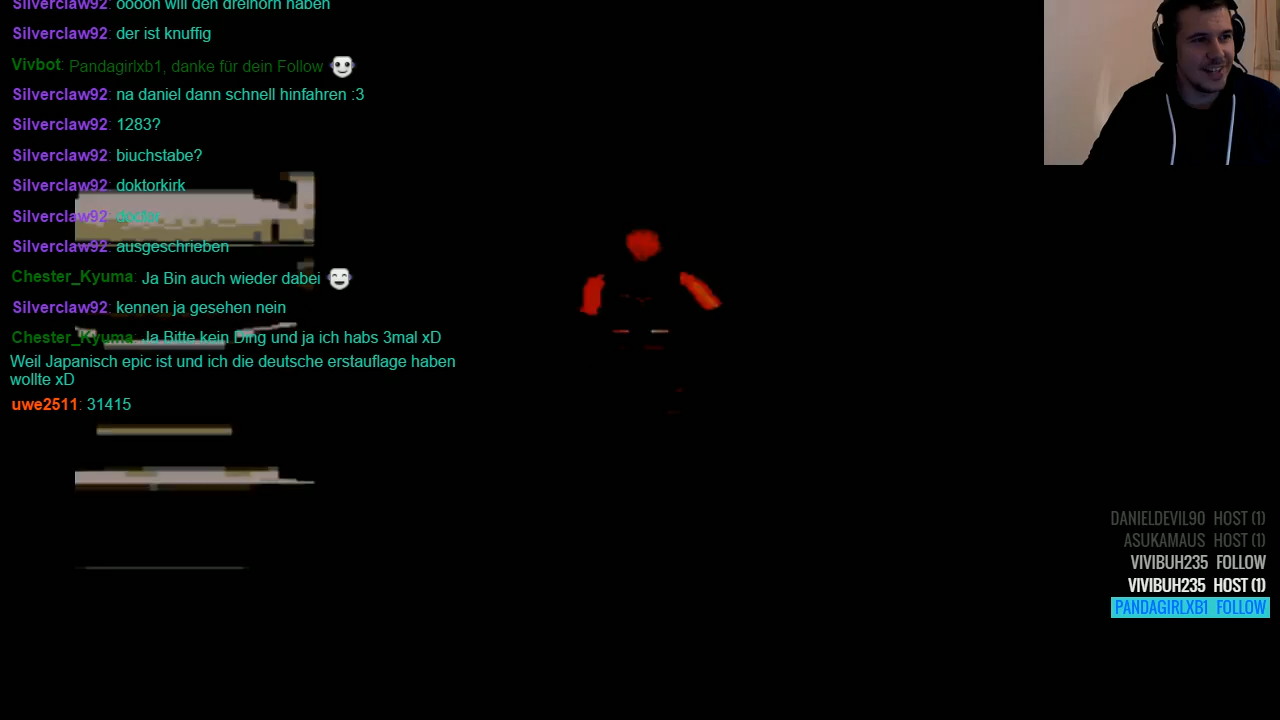 Silverclaw92: ooooh will den dreihorn haben
Silverclaw92: der ist knuffig
Vivbot: Pandagirlxb1, danke für dein Follow
Silverclaw92: na daniel dann schnell hinfahren :3
Silverclaw92: 1283?
Silverclaw92: biuchstabe?
Silverclaw92: doktorkirk
Silverclaw92: docfar
Silverclaw92: ausgeschrieben
Chester_Kyuma: Ja Bin auch wieder dabei
Silverclaw92: kennen ja gesehen nein
Chester_Kyuma: Ja Bitte kein Ding und ja ich habs 3mal xD
Weil Japanisch epic ist und ich die deutsche erstauflage haben
wollte xD
uwe2511: 31415
DANIELDEVIL90 HOST (1)
ASUKAMAUS HOST (1)
VIVIBUH235 FOLLOW
VIVIBUH235 HOST (1)
PANDAGIRLXB1 FOLLOW